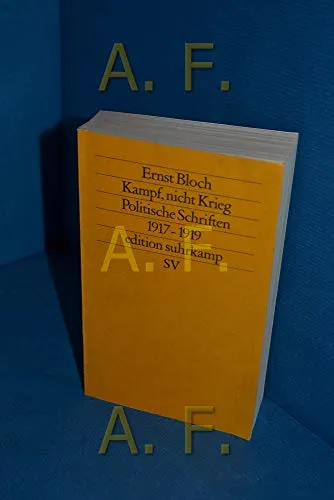 A. F.
Ernst Bloch
Kampf, nicht Krieg
Politische Schriften
1917-1919
edition suhrkamp
SV
A. F.
A. F.